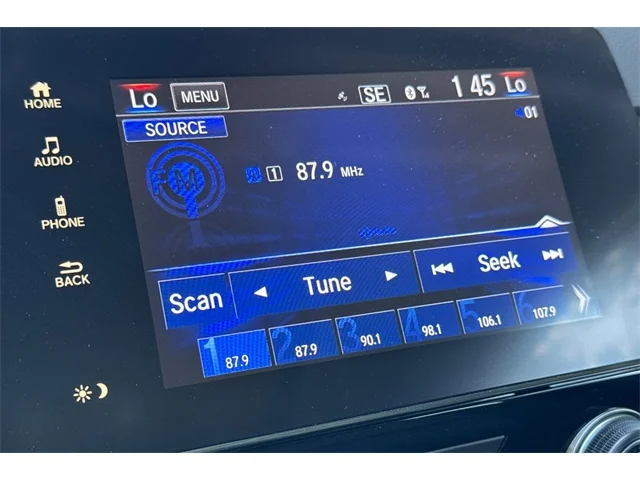 HOME
AUDIO
PHONE
BACK
Lo MENU SE 1 45 Lo
SOURCE 01
FM
1 87.9 MHz
Scan Tune Seek
1 87.9
2 87.9
3 90.1
4 98.1
5 106.1
6 107.9